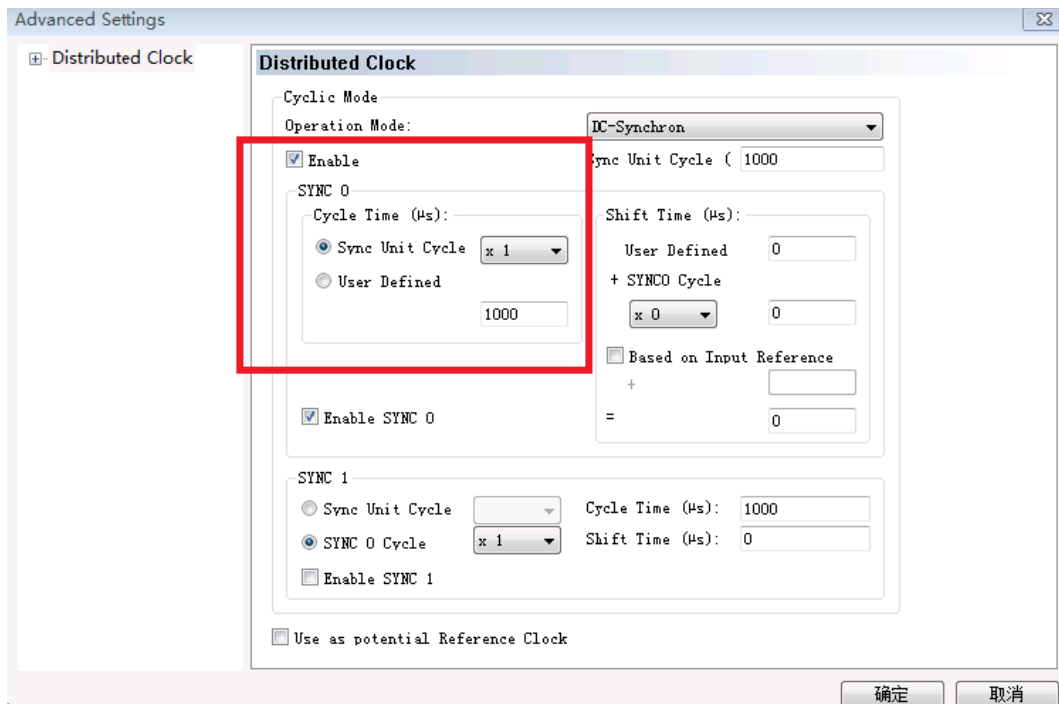 Advanced Settings
Distributed Clock
Distributed Clock
Cyclic Mode
Operation Mode: DC-Synchron
Enable
Sync Unit Cycle ( 1000
SYNC 0
Cycle Time (µs):
Sync Unit Cycle x 1
User Defined
1000
Shift Time (µs):
User Defined 0
+ SYNC0 Cycle
x 0 0
Based on Input Reference
+
Enable SYNC 0
= 0
SYNC 1
Sync Unit Cycle
Cycle Time (µs): 1000
SYNC 0 Cycle x 1
Shift Time (µs): 0
Enable SYNC 1
Use as potential Reference Clock
确定 取消